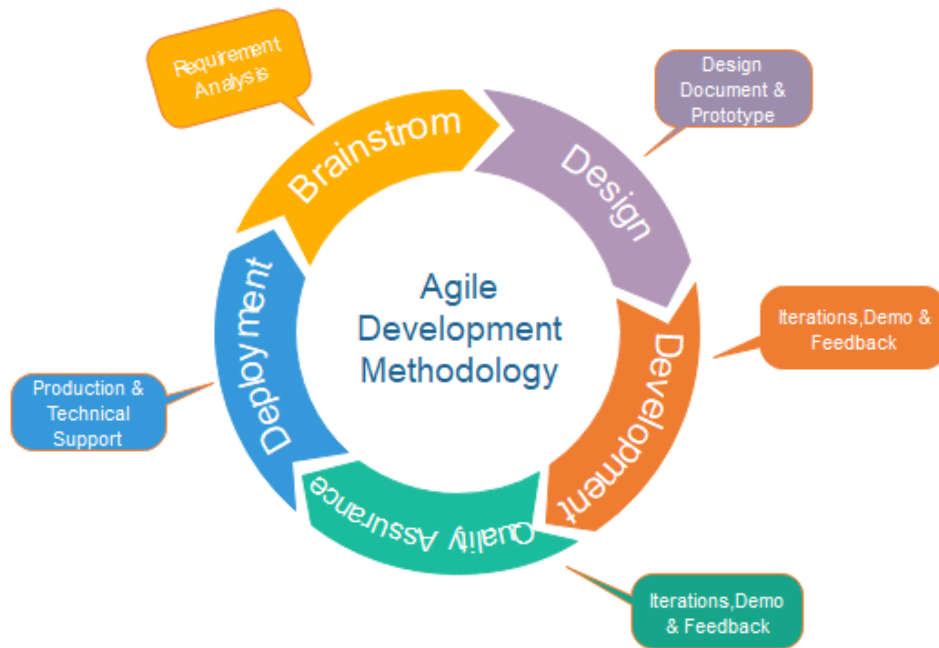 Requirement
Analysis
Brainstrom
Design
Document &
Prototype
Design
Agile
Development
Methodology
Iterations,Demo &
Feedback
Development
Deployment
Production &
Technical
Support
Quality Assurance
Iterations,Demo
& Feedback